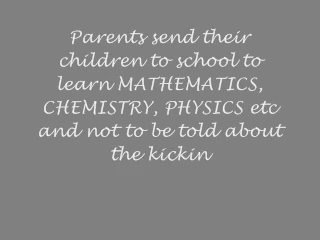 Parents send their
children to school to
learn MATHEMATICS,
CHEMISTRY, PHYSICS etc
and not to be told about
the kickin